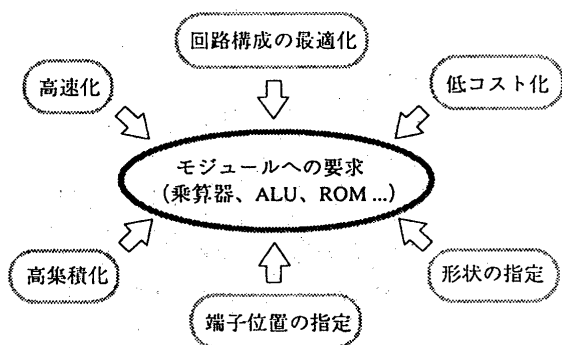 回路構成の最適化
高速化
低コスト化
モジュールへの要求
（乗算器、ALU、ROM ...）
高集積化
形状の指定
端子位置の指定